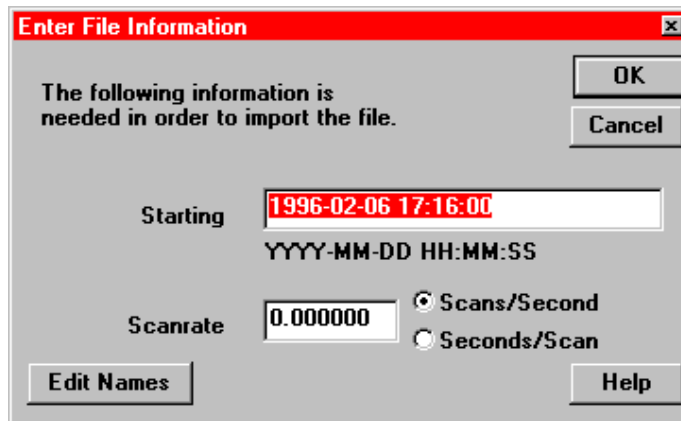 Enter File Information
The following information is
needed in order to import the file.
OK
Cancel
Starting
1996-02-06 17:16:00
YYYY-MM-DD HH:MM:SS
Scanrate
0.000000
Scans/Second
Seconds/Scan
Edit Names
Help